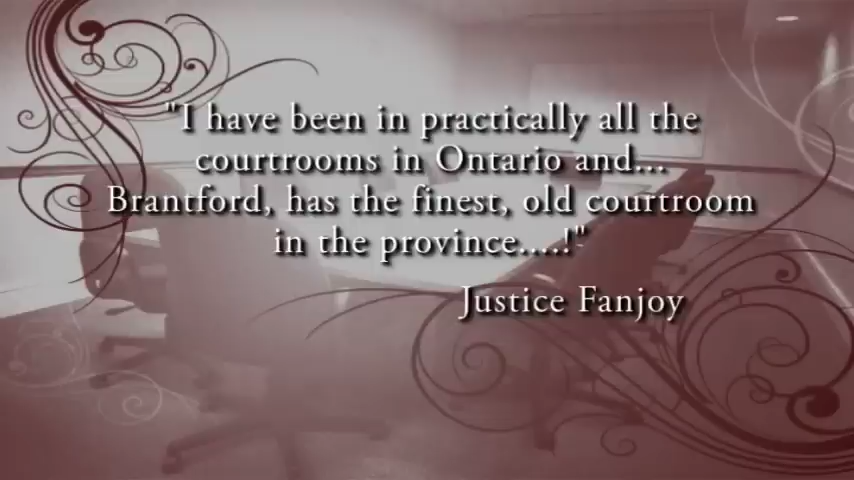 "I have been in practically all the
courtrooms in Ontario and...
Brantford, has the finest, old courtroom
in the province....!"
Justice Fanjoy